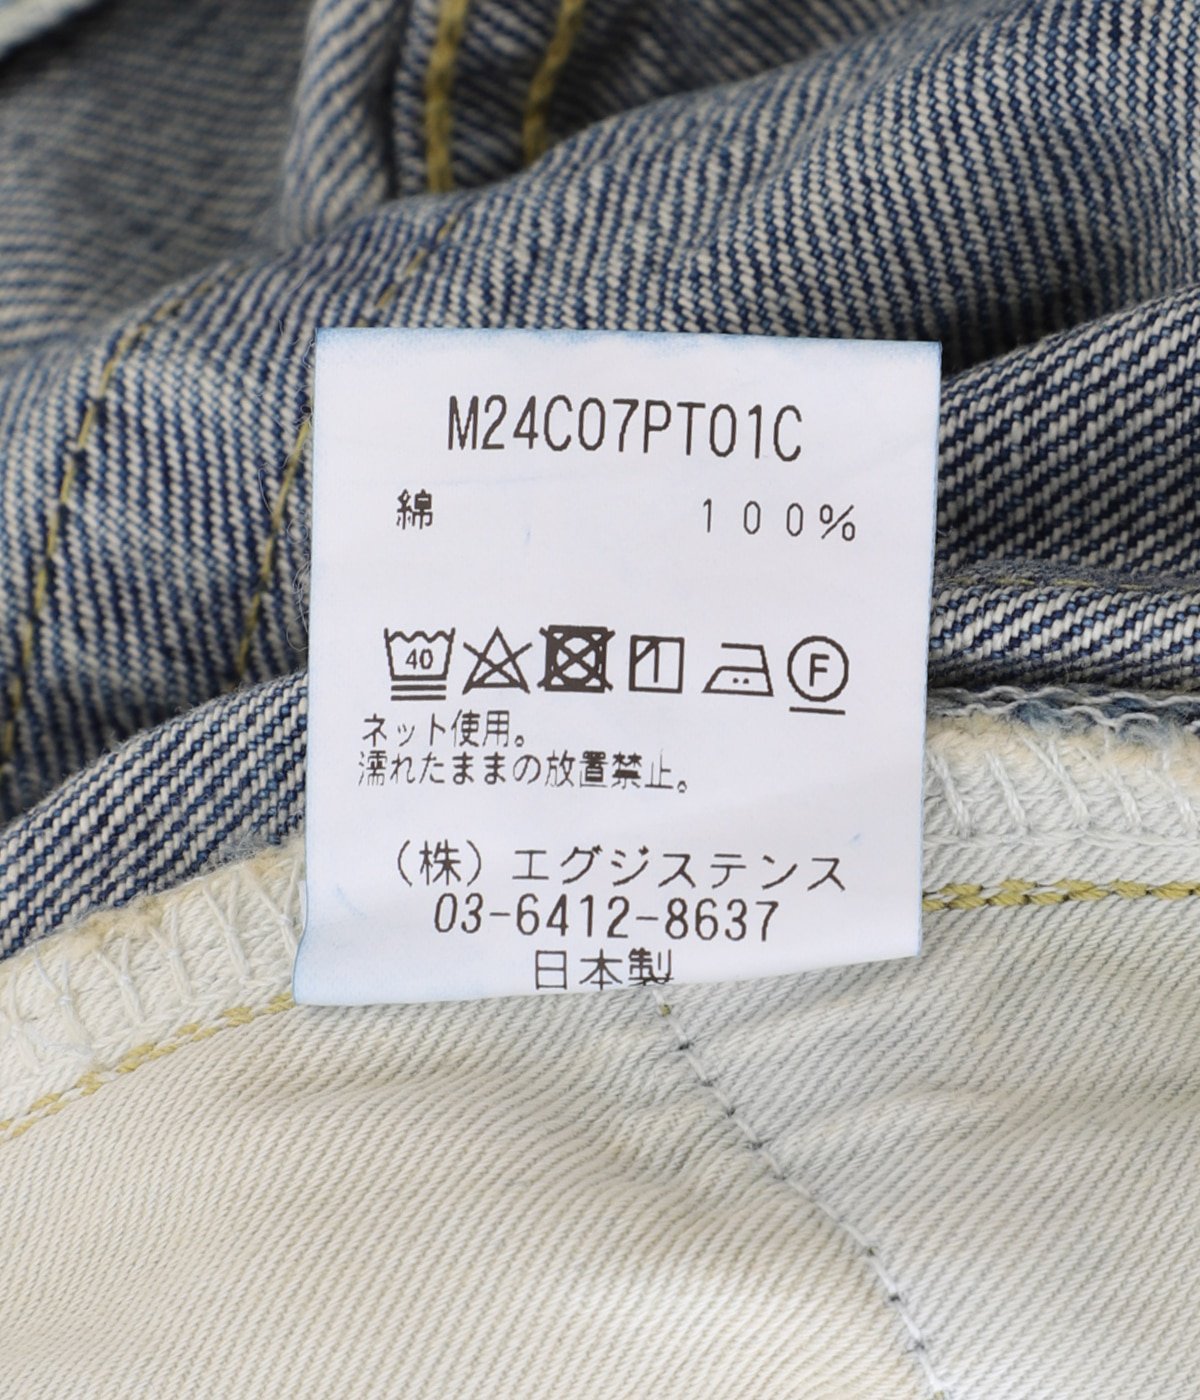 M24C07PT01C
綿 100%
40 F
ネット使用。
濡れたままの放置禁止。
（株）エグジステンス
03-6412-8637
日本製